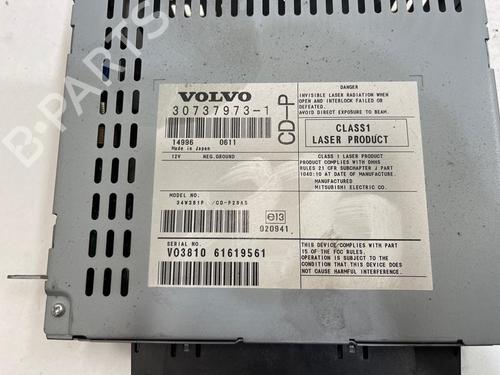 VOLVO
30737973-1
14996 0611
Made in Japan
12V NEG.GROUND
MODEL NO.
34W381P /CD-P28A5
e13
020941
SERIAL NO.
VO3810 61619561
CD-P
DANGER
INVISIBLE LASER RADIATION WHEN
OPEN AND INTERLOCK FAILED OR
DEFEATED.
AVOID DIRECT EXPOSURE TO BEAM.
CLASS1
LASER PRODUCT
CLASS 1 LASER PRODUCT
PRODUCT COMPLIES WITH DHHS
RULES 21 CFR SUBCHAPTER J PART
1040:10 AT DATE OF MANUFACTURE.
MANUFACTURED
MITSUBISHI ELECTRIC CO.
THIS DEVICE COMPLIES WITH PART
15 OF THE FCC RULES.
OPERATION IS SUBJECT TO THE CONDITION THAT THIS DEVICE DOES
NOT CAUSE HARMFUL INTERFERENCE.
B-PARTS